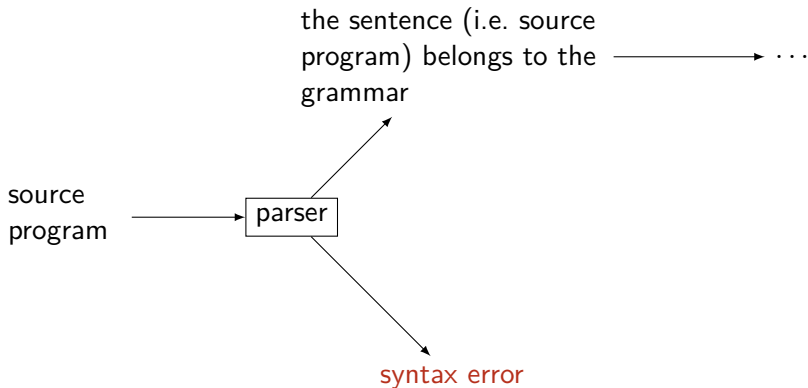 the sentence (i.e. source
program) belongs to the
grammar
...
source
program
parser
syntax error